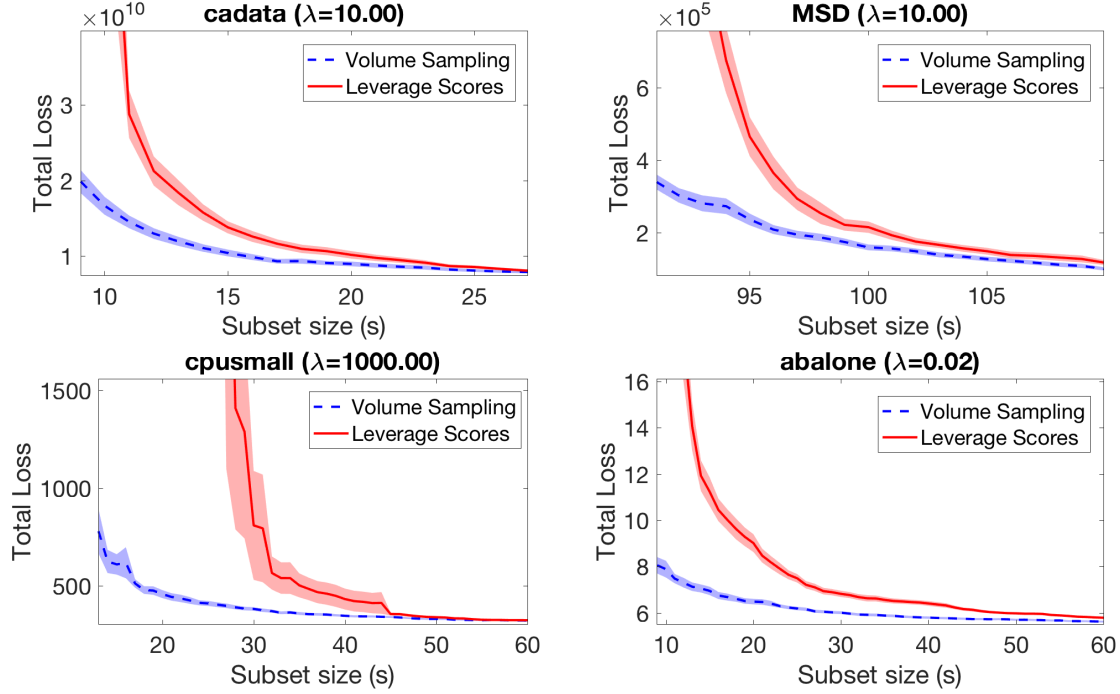 cadata (λ=10.00)
×10^10
Total Loss
3
2
1
Volume Sampling
Leverage Scores
10 15 20 25
Subset size (s)
MSD (λ=10.00)
×10^5
Total Loss
6
4
2
Volume Sampling
Leverage Scores
95 100 105
Subset size (s)
cpusmall (λ=1000.00)
Total Loss
1500
1000
500
Volume Sampling
Leverage Scores
20 30 40 50 60
Subset size (s)
abalone (λ=0.02)
Total Loss
16
14
12
10
8
6
Volume Sampling
Leverage Scores
10 20 30 40 50 60
Subset size (s)